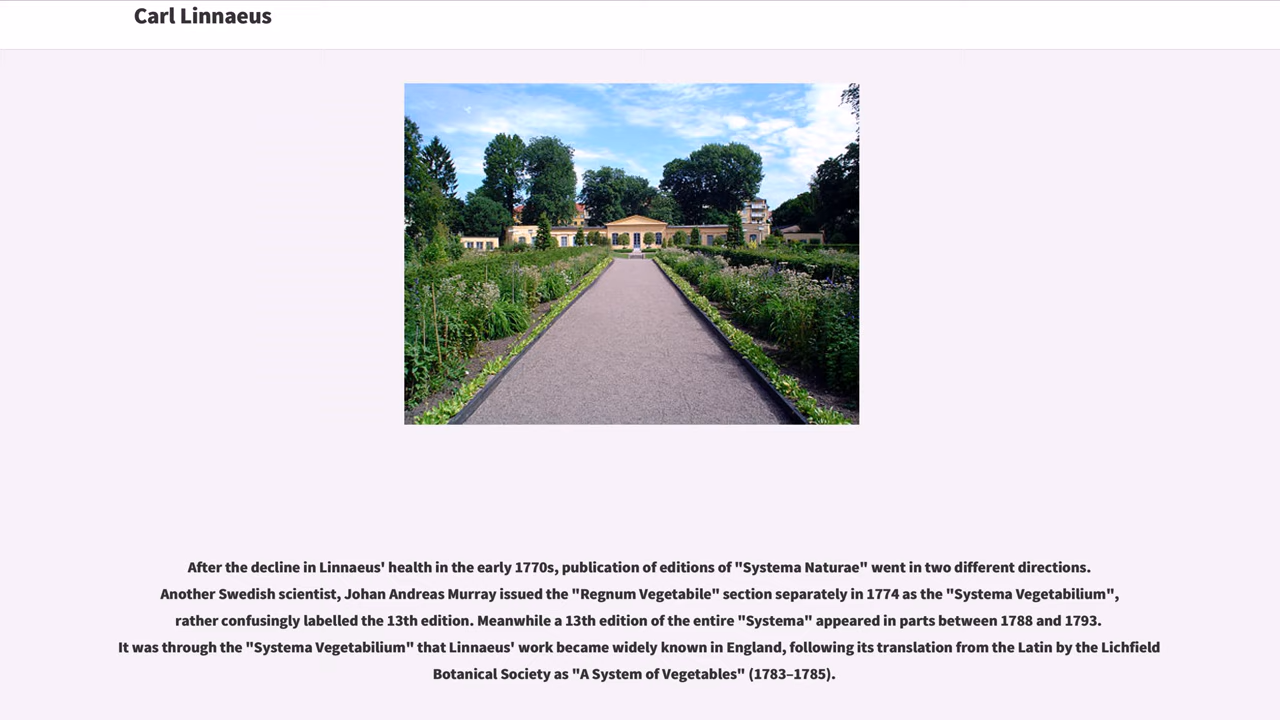 Carl Linnaeus
After the decline in Linnaeus' health in the early 1770s, publication of editions of "Systema Naturae" went in two different directions.
Another Swedish scientist, Johan Andreas Murray issued the "Regnum Vegetabile" section separately in 1774 as the "Systema Vegetabilium",
rather confusingly labelled the 13th edition. Meanwhile a 13th edition of the entire "Systema" appeared in parts between 1788 and 1793.
It was through the "Systema Vegetabilium" that Linnaeus' work became widely known in England, following its translation from the Latin by the Lichfield
Botanical Society as "A System of Vegetables" (1783–1785).